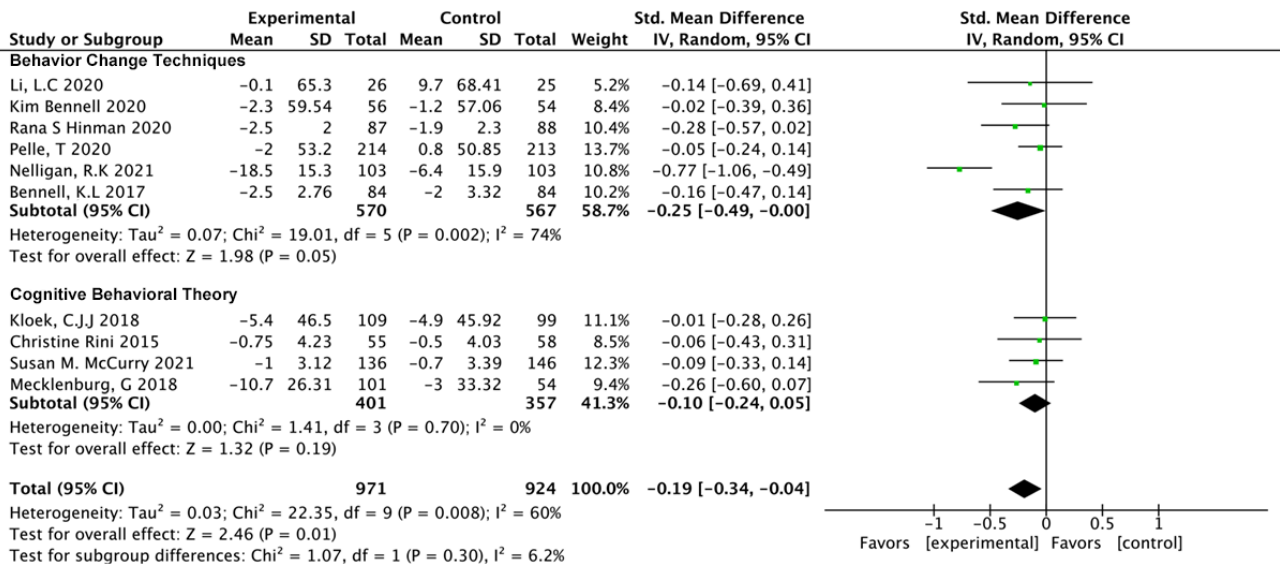 Experimental Control Std. Mean Difference Std. Mean Difference
Study or Subgroup Mean SD Total Mean SD Total Weight IV, Random, 95% CI IV, Random, 95% CI
Behavior Change Techniques
Li, L.C 2020 −0.1 65.3 26 9.7 68.41 25 5.2% −0.14 [−0.69, 0.41]
Kim Bennell 2020 −2.3 59.54 56 −1.2 57.06 54 8.4% −0.02 [−0.39, 0.36]
Rana S Hinman 2020 −2.5 2 87 −1.9 2.3 88 10.4% −0.28 [−0.57, 0.02]
Pelle, T 2020 −2 53.2 214 0.8 50.85 213 13.7% −0.05 [−0.24, 0.14]
Nelligan, R.K 2021 −18.5 15.3 103 −6.4 15.9 103 10.8% −0.77 [−1.06, −0.49]
Bennell, K.L 2017 −2.5 2.76 84 −2 3.32 84 10.2% −0.16 [−0.47, 0.14]
Subtotal (95% CI) 570 567 58.7% −0.25 [−0.49, −0.00]
Heterogeneity: Tau² = 0.07; Chi² = 19.01, df = 5 (P = 0.002); I² = 74%
Test for overall effect: Z = 1.98 (P = 0.05)
Cognitive Behavioral Theory
Kloek, C.J.J 2018 −5.4 46.5 109 −4.9 45.92 99 11.1% −0.01 [−0.28, 0.26]
Christine Rini 2015 −0.75 4.23 55 −0.5 4.03 58 8.5% −0.06 [−0.43, 0.31]
Susan M. McCurry 2021 −1 3.12 136 −0.7 3.39 146 12.3% −0.09 [−0.33, 0.14]
Mecklenburg, G 2018 −10.7 26.31 101 −3 33.32 54 9.4% −0.26 [−0.60, 0.07]
Subtotal (95% CI) 401 357 41.3% −0.10 [−0.24, 0.05]
Heterogeneity: Tau² = 0.00; Chi² = 1.41, df = 3 (P = 0.70); I² = 0%
Test for overall effect: Z = 1.32 (P = 0.19)
Total (95% CI) 971 924 100.0% −0.19 [−0.34, −0.04]
Heterogeneity: Tau² = 0.03; Chi² = 22.35, df = 9 (P = 0.008); I² = 60%
Test for overall effect: Z = 2.46 (P = 0.01)
Test for subgroup differences: Chi² = 1.07, df = 1 (P = 0.30), I² = 6.2%
−1 −0.5 0 0.5 1
Favors [experimental] Favors [control]